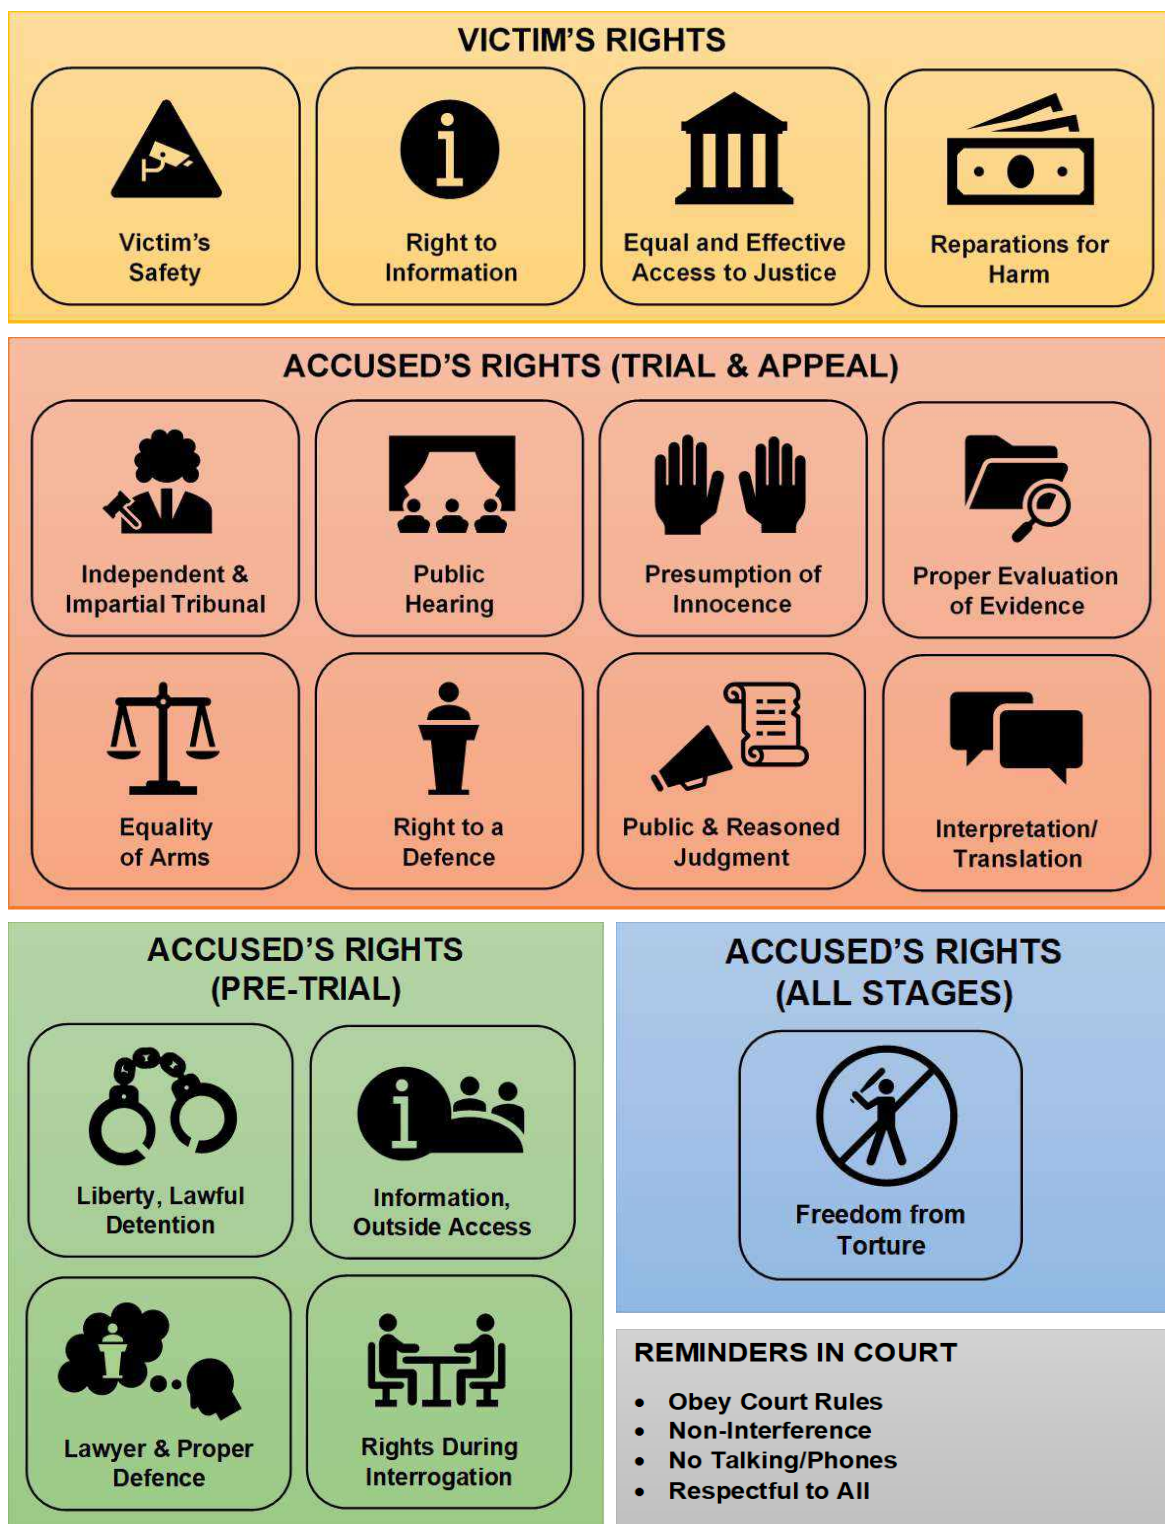 VICTIM'S RIGHTS
Victim's
Safety
Right to
Information
Equal and Effective
Access to Justice
Reparations for
Harm
ACCUSED'S RIGHTS (TRIAL & APPEAL)
Independent &
Impartial Tribunal
Public
Hearing
Presumption of
Innocence
Proper Evaluation
of Evidence
Equality
of Arms
Right to a
Defence
Public & Reasoned
Judgment
Interpretation/
Translation
ACCUSED'S RIGHTS
(PRE-TRIAL)
Liberty, Lawful
Detention
Information,
Outside Access
Lawyer & Proper
Defence
Rights During
Interrogation
ACCUSED'S RIGHTS
(ALL STAGES)
Freedom from
Torture
REMINDERS IN COURT
• Obey Court Rules
• Non-Interference
• No Talking/Phones
• Respectful to All